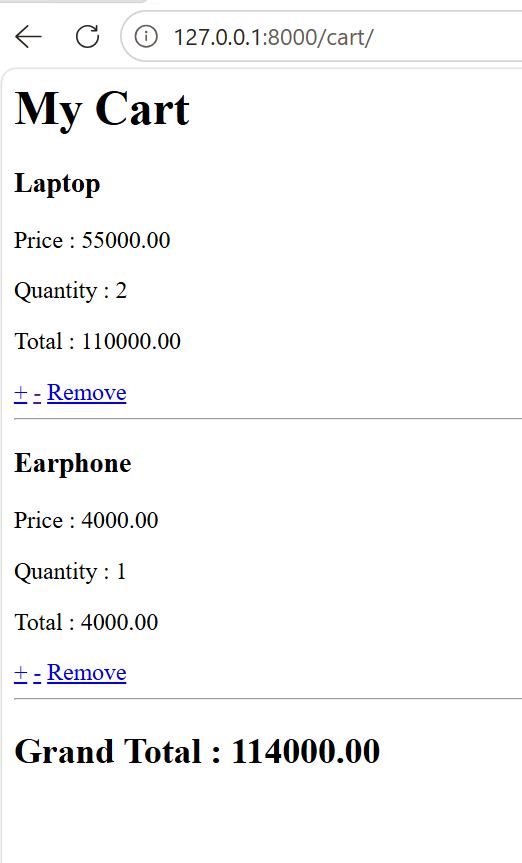 127.0.0.1:8000/cart/
My Cart
Laptop
Price : 55000.00
Quantity : 2
Total : 110000.00
+ - Remove
Earphone
Price : 4000.00
Quantity : 1
Total : 4000.00
+ - Remove
Grand Total : 114000.00